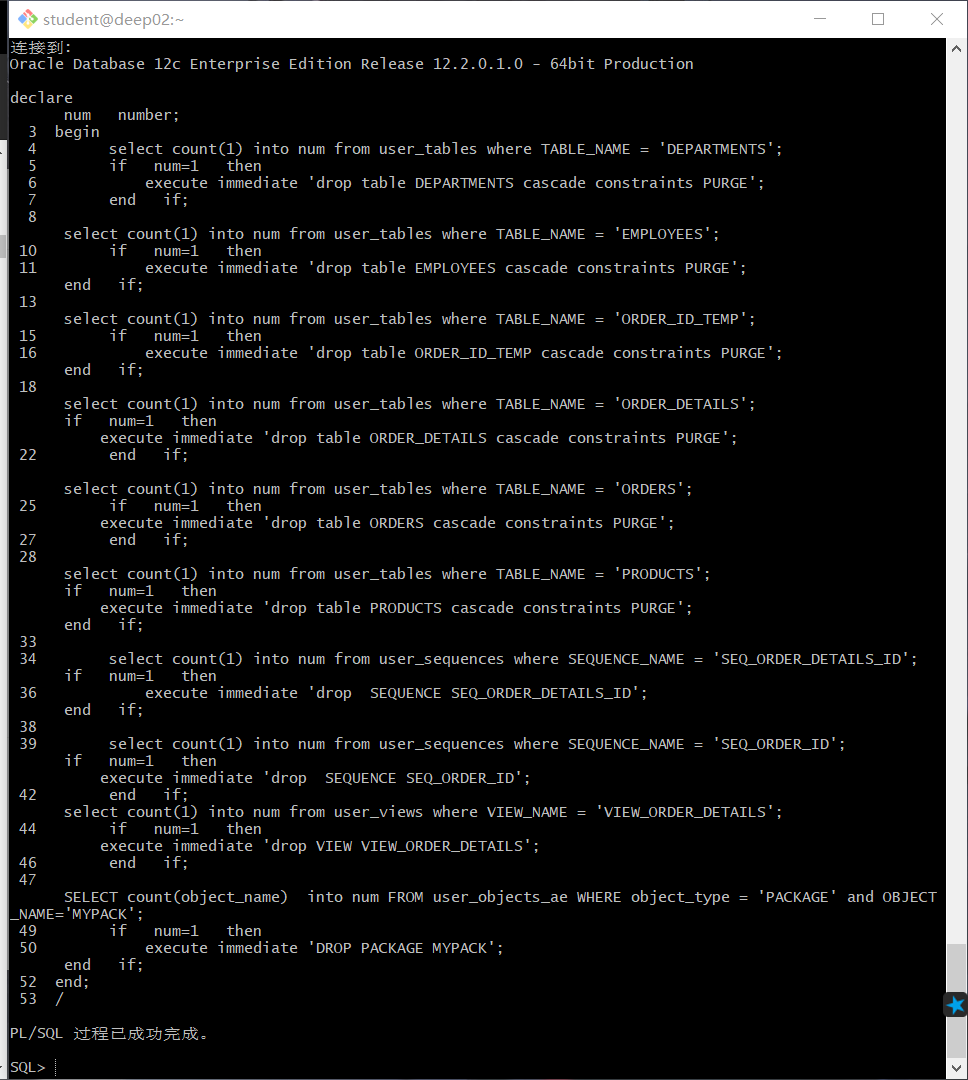 student@deep02:~
连接到:
Oracle Database 12c Enterprise Edition Release 12.2.0.1.0 - 64bit Production
declare
      num   number;
  3  begin
  4        select count(1) into num from user_tables where TABLE_NAME = 'DEPARTMENTS';
  5        if   num=1   then
  6            execute immediate 'drop table DEPARTMENTS cascade constraints PURGE';
  7        end   if;
  8
      select count(1) into num from user_tables where TABLE_NAME = 'EMPLOYEES';
 10        if   num=1   then
 11            execute immediate 'drop table EMPLOYEES cascade constraints PURGE';
      end   if;
 13
      select count(1) into num from user_tables where TABLE_NAME = 'ORDER_ID_TEMP';
 15        if   num=1   then
 16            execute immediate 'drop table ORDER_ID_TEMP cascade constraints PURGE';
      end   if;
 18
      select count(1) into num from user_tables where TABLE_NAME = 'ORDER_DETAILS';
      if   num=1   then
          execute immediate 'drop table ORDER_DETAILS cascade constraints PURGE';
 22        end   if;
      select count(1) into num from user_tables where TABLE_NAME = 'ORDERS';
 25        if   num=1   then
          execute immediate 'drop table ORDERS cascade constraints PURGE';
 27        end   if;
 28
      select count(1) into num from user_tables where TABLE_NAME = 'PRODUCTS';
      if   num=1   then
          execute immediate 'drop table PRODUCTS cascade constraints PURGE';
      end   if;
 33
 34        select count(1) into num from user_sequences where SEQUENCE_NAME = 'SEQ_ORDER_DETAILS_ID';
      if   num=1   then
 36            execute immediate 'drop  SEQUENCE SEQ_ORDER_DETAILS_ID';
      end   if;
 38
 39        select count(1) into num from user_sequences where SEQUENCE_NAME = 'SEQ_ORDER_ID';
      if   num=1   then
          execute immediate 'drop  SEQUENCE SEQ_ORDER_ID';
 42        end   if;
      select count(1) into num from user_views where VIEW_NAME = 'VIEW_ORDER_DETAILS';
 44        if   num=1   then
          execute immediate 'drop VIEW VIEW_ORDER_DETAILS';
 46        end   if;
 47
      SELECT count(object_name)  into num FROM user_objects_ae WHERE object_type = 'PACKAGE' and OBJECT
_NAME='MYPACK';
 49        if   num=1   then
 50            execute immediate 'DROP PACKAGE MYPACK';
      end   if;
 52  end;
 53  /
PL/SQL 过程已成功完成。
SQL>